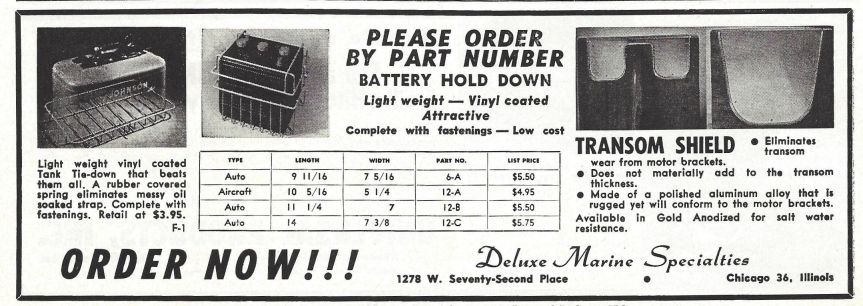 JOHNSON
Light weight vinyl coated
Tank Tie-down that beats
them all. A rubber covered
spring eliminates messy oil
soaked strap. Complete with
fastenings. Retail at $3.95.
F-1
PLEASE ORDER
BY PART NUMBER
BATTERY HOLD DOWN
Light weight — Vinyl coated
Attractive
Complete with fastenings — Low cost
TYPE LENGTH WIDTH PART NO. LIST PRICE
Auto 9 11/16 7 5/16 6-A $5.50
Aircraft 10 5/16 5 1/4 12-A $4.95
Auto 11 1/4 7 12-B $5.50
Auto 14 7 3/8 12-C $5.75
TRANSOM SHIELD • Eliminates transom
wear from motor brackets.
• Does not materially add to the transom
thickness.
• Made of a polished aluminum alloy that is
rugged yet will conform to the motor brackets.
Available in Gold Anodized for salt water
resistance.
ORDER NOW!!!
Deluxe Marine Specialties
1278 W. Seventy-Second Place • Chicago 36, Illinois